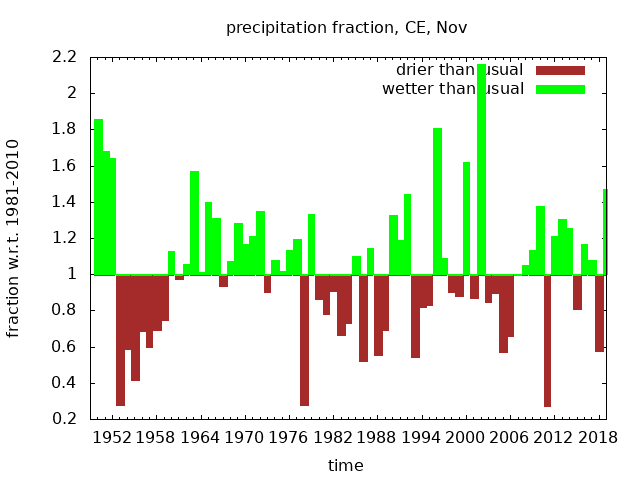 precipitation fraction, CE, Nov
2.2
2
1.8
1.6
1.4
1.2
1
0.8
0.6
0.4
0.2
fraction w.r.t. 1981-2010
drier than usual
wetter than usual
1952 1958 1964 1970 1976 1982 1988 1994 2000 2006 2012 2018
time